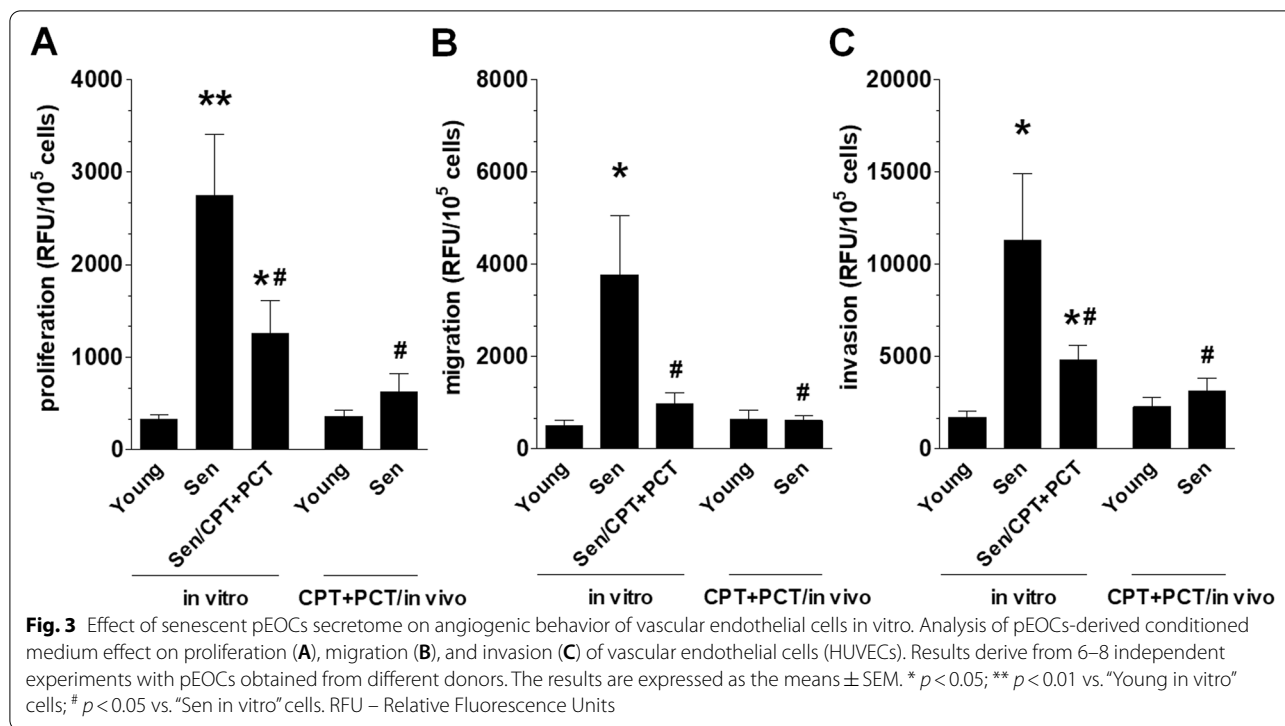 A
proliferation (RFU/10⁵ cells)
4000
3000
2000
1000
0
**
*#
#
Young
Sen
Sen/CPT+PCT
Young
Sen
in vitro
CPT+PCT/in vivo
B
migration (RFU/10⁵ cells)
8000
6000
4000
2000
0
*
#
#
Young
Sen
Sen/CPT+PCT
Young
Sen
in vitro
CPT+PCT/in vivo
C
invasion (RFU/10⁵ cells)
20000
15000
10000
5000
0
*
*#
#
Young
Sen
Sen/CPT+PCT
Young
Sen
in vitro
CPT+PCT/in vivo
Fig. 3 Effect of senescent pEOCs secretome on angiogenic behavior of vascular endothelial cells in vitro. Analysis of pEOCs-derived conditioned
medium effect on proliferation (A), migration (B), and invasion (C) of vascular endothelial cells (HUVECs). Results derive from 6–8 independent
experiments with pEOCs obtained from different donors. The results are expressed as the means ± SEM. * p < 0.05; ** p < 0.01 vs. “Young in vitro”
cells; # p < 0.05 vs. “Sen in vitro” cells. RFU – Relative Fluorescence Units